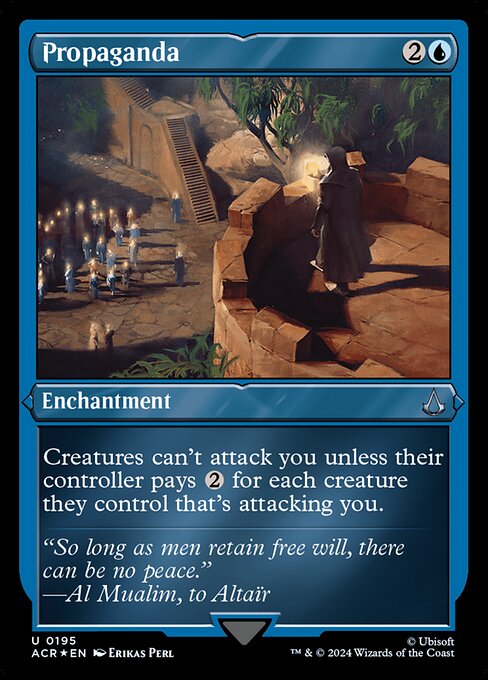 Propaganda 2
Enchantment
Creatures can't attack you unless their
controller pays 2 for each creature
they control that's attacking you.
“So long as men retain free will, there
can be no peace.”
—Al Mualim, to Altaïr
U 0195
ACR★EN Erikas Perl
© Ubisoft
™ & © 2024 Wizards of the Coast